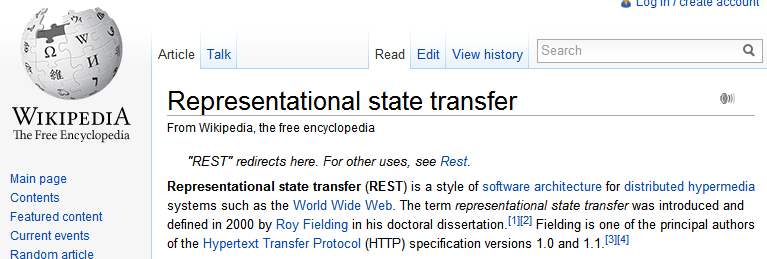 Log in / create account
Article Talk Read Edit View history Search
WIKIPEDIA
The Free Encyclopedia
Representational state transfer
From Wikipedia, the free encyclopedia
"REST" redirects here. For other uses, see Rest.
Representational state transfer (REST) is a style of software architecture for distributed hypermedia
systems such as the World Wide Web. The term representational state transfer was introduced and
defined in 2000 by Roy Fielding in his doctoral dissertation.[1][2] Fielding is one of the principal authors
of the Hypertext Transfer Protocol (HTTP) specification versions 1.0 and 1.1.[3][4]
Main page
Contents
Featured content
Current events
Random article